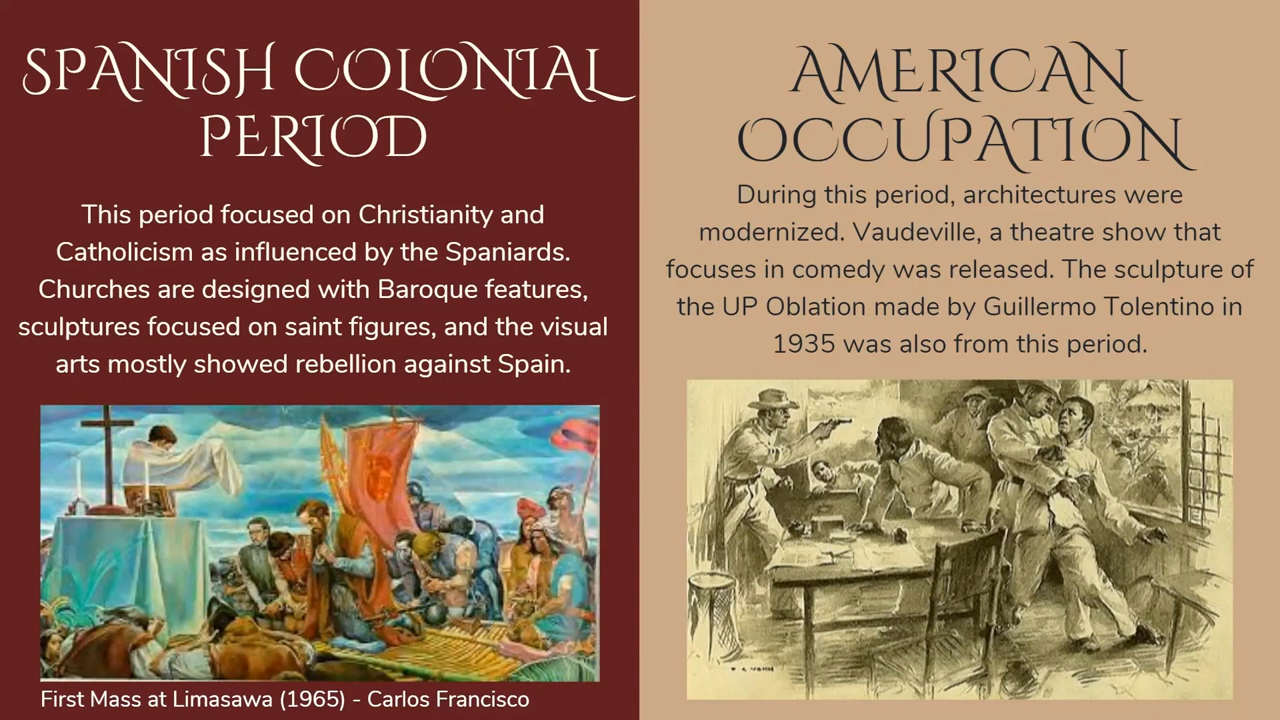 SPANISH COLONIAL
PERIOD
This period focused on Christianity and
Catholicism as influenced by the Spaniards.
Churches are designed with Baroque features,
sculptures focused on saint figures, and the visual
arts mostly showed rebellion against Spain.
First Mass at Limasawa (1965) - Carlos Francisco
AMERICAN
OCCUPATION
During this period, architectures were
modernized. Vaudeville, a theatre show that
focuses in comedy was released. The sculpture of
the UP Oblation made by Guillermo Tolentino in
1935 was also from this period.